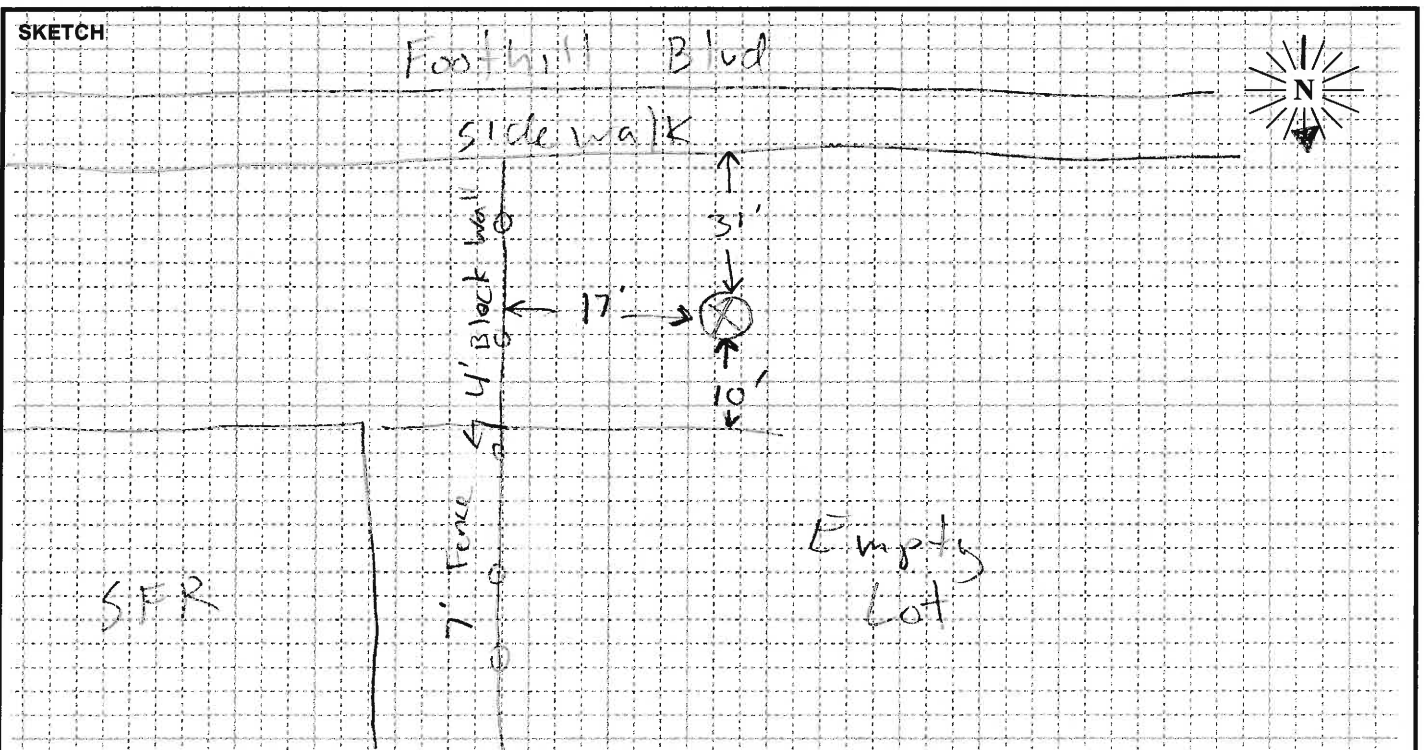 SKETCH
Foothill Blvd
N
Sidewalk
31'
4' Block Wall
17'
10'
7' Fence
Empty
Lot
SFR